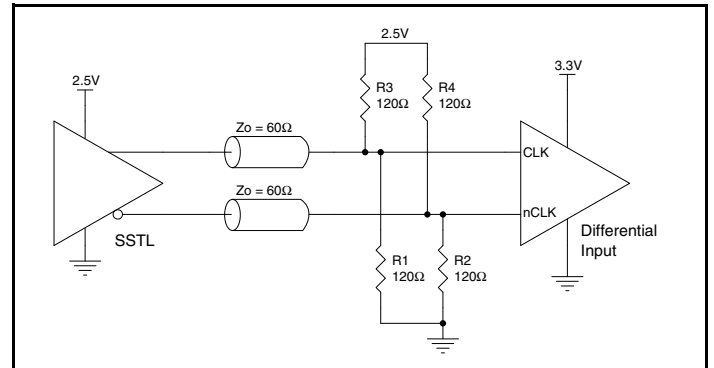 2.5V
2.5V
3.3V
R3
120Ω
R4
120Ω
Zo = 60Ω
CLK
Zo = 60Ω
nCLK
SSTL
Differential
Input
R1
120Ω
R2
120Ω